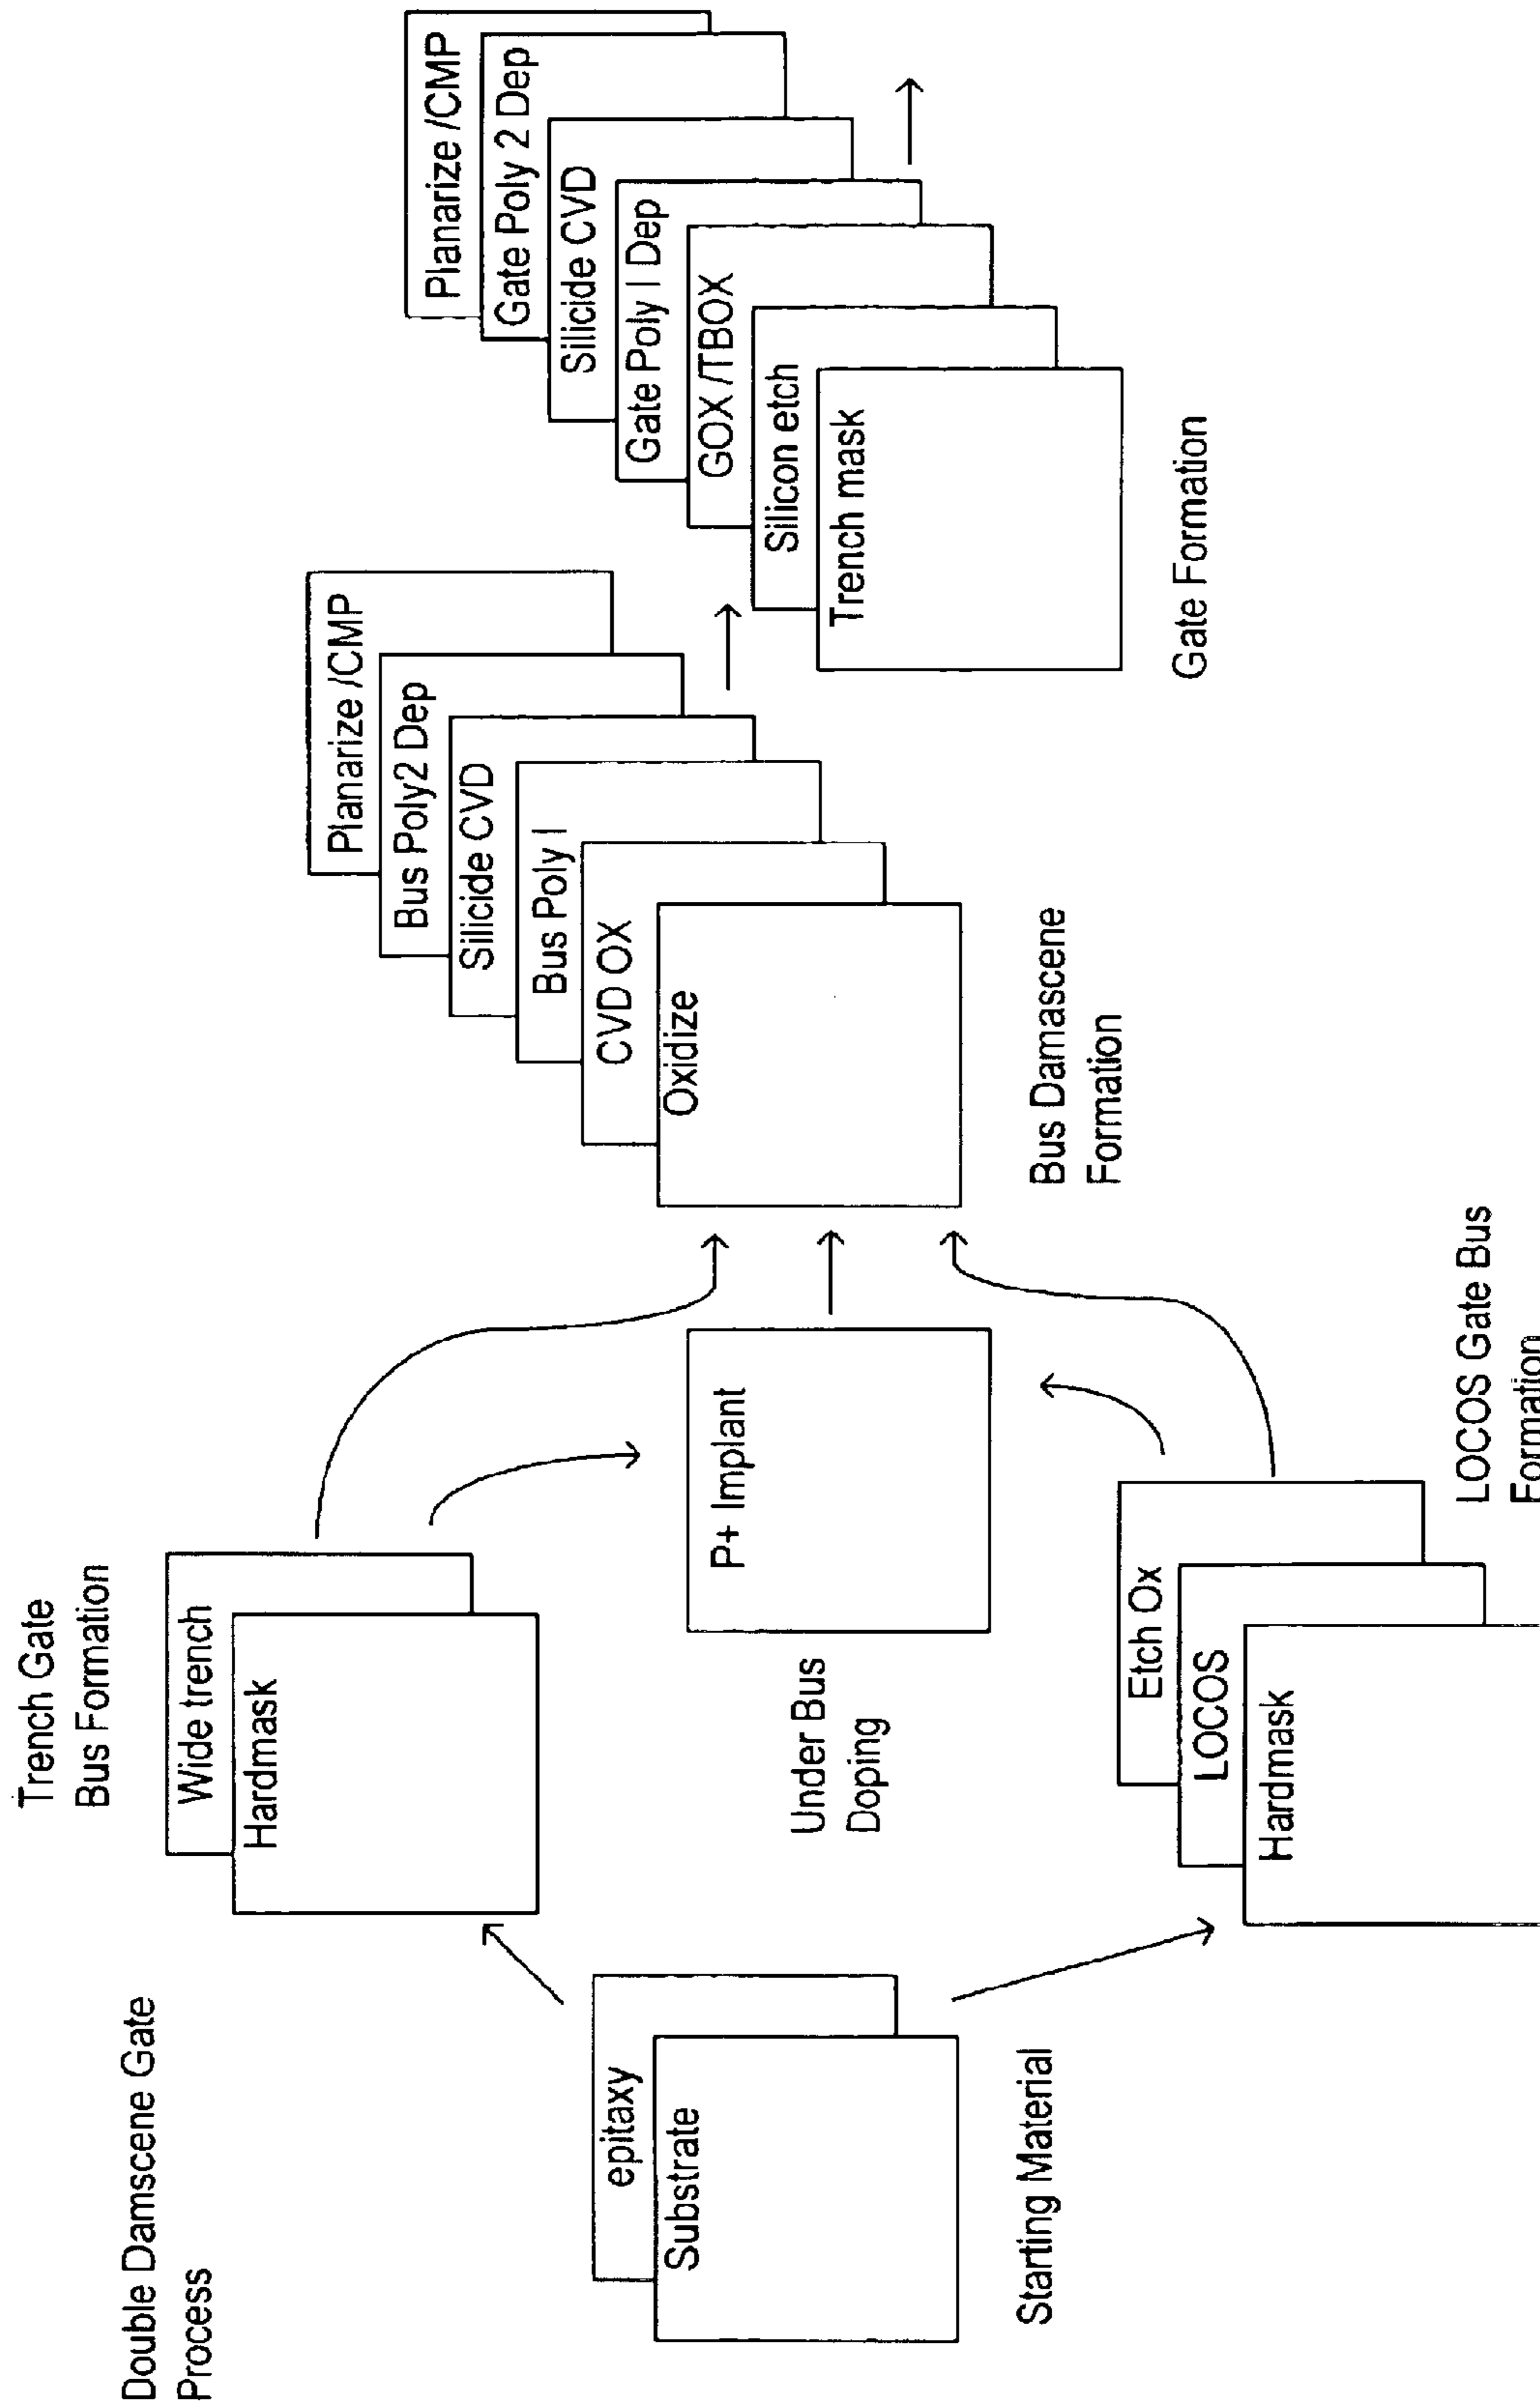 Double Damscene Gate
Process
Trench Gate
Bus Formation
Wide trench
Hardmask
epitaxy
Substrate
Starting Material
P+ Implant
Under Bus
Doping
Etch Ox
LOCOS
Hardmask
LOCOS Gate Bus
Formation
Planarize /CMP
Bus Poly2 Dep
Silicide CVD
Bus Poly I
CVD OX
Oxidize
Bus Damascene
Formation
Planarize /CMP
Gate Poly 2 Dep
Silicide CVD
Gate Poly I Dep
GOX /TBOX
Silicon etch
Trench mask
Gate Formation